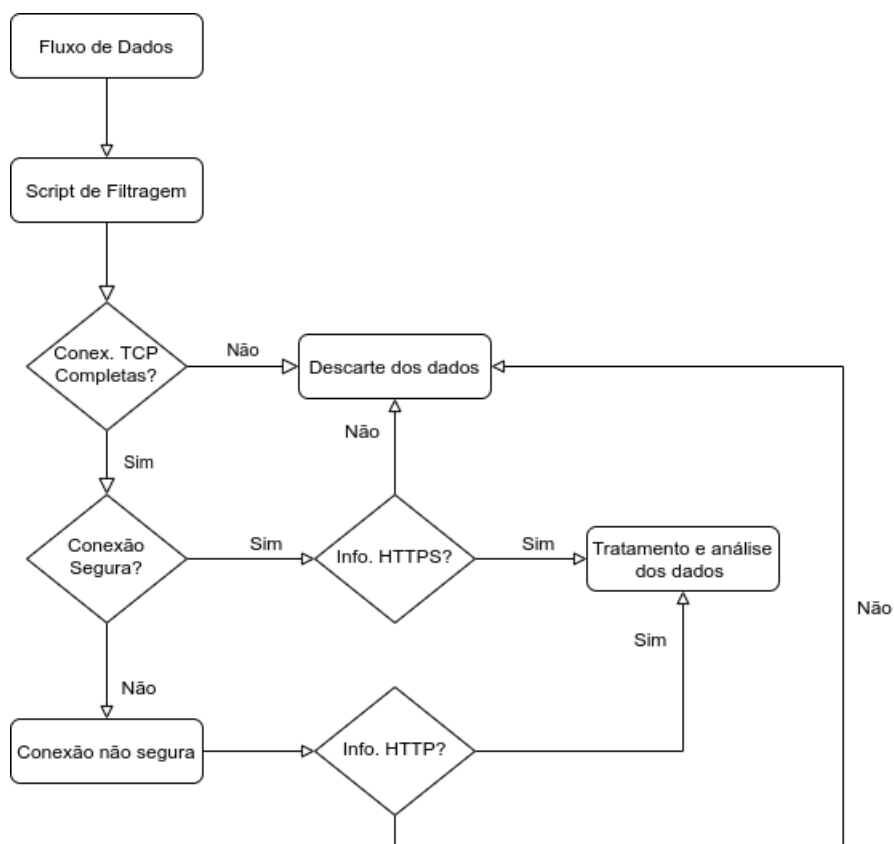 Fluxo de Dados
Script de Filtragem
Conex. TCP
Completas?
Não
Descarte dos dados
Não
Sim
Conexão
Segura?
Sim
Info. HTTPS?
Sim
Tratamento e análise
dos dados
Não
Sim
Não
Conexão não segura
Info. HTTP?